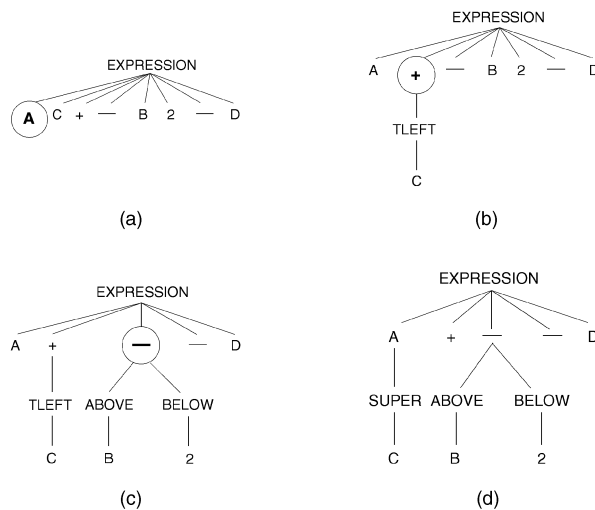 EXPRESSION
A C + — B 2 — D
(a)
EXPRESSION
A + — B 2 — D
TLEFT
C
(b)
EXPRESSION
A + — — D
TLEFT ABOVE BELOW
C B 2
(c)
EXPRESSION
A + — — D
SUPER ABOVE BELOW
C B 2
(d)